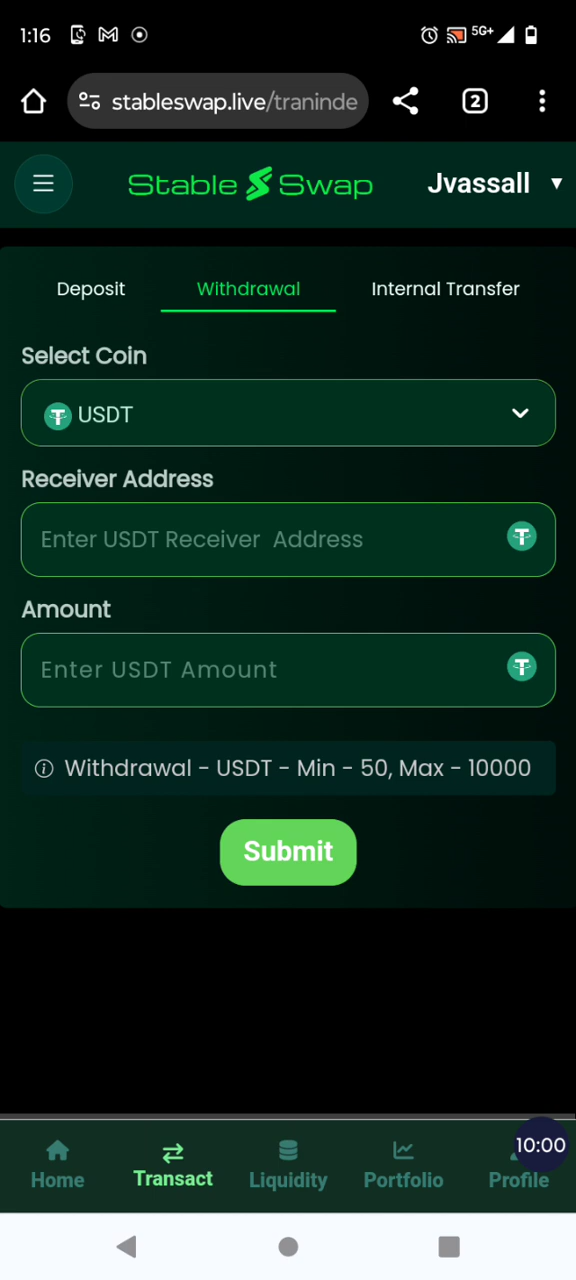 1:16
5G+
stableswap.live/traninde
2
Stable Swap
Jvassall
Deposit
Withdrawal
Internal Transfer
Select Coin
USDT
Receiver Address
Enter USDT Receiver Address
Amount
Enter USDT Amount
Withdrawal - USDT - Min - 50, Max - 10000
Submit
10:00
Home
Transact
Liquidity
Portfolio
Profile